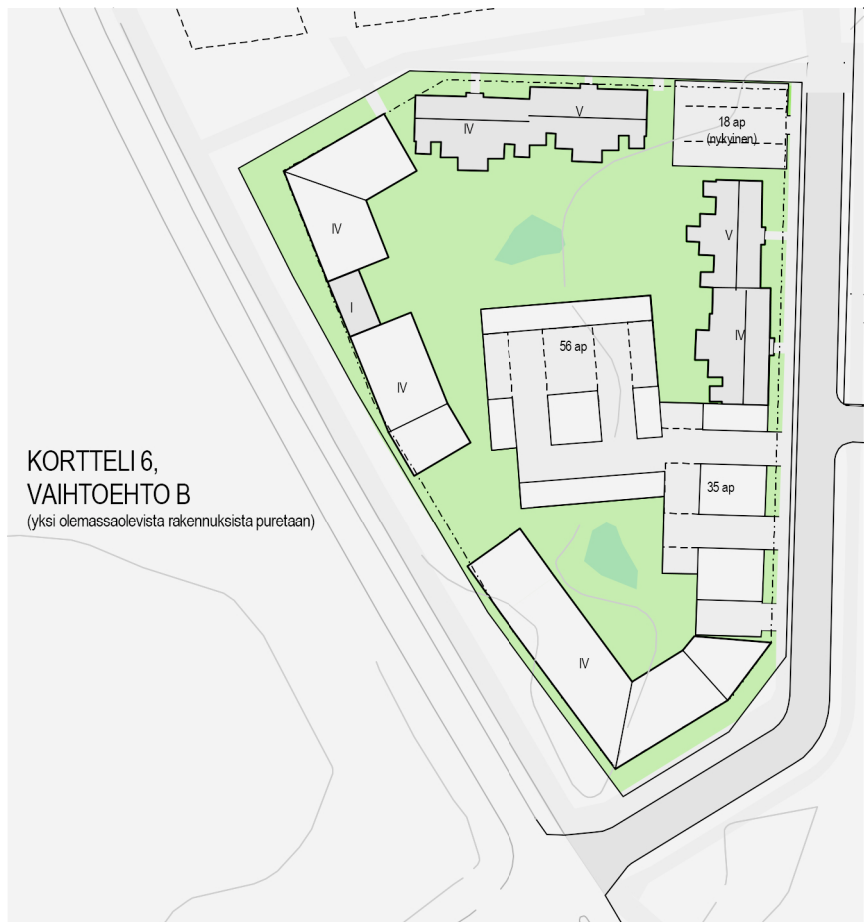 IV
V
18 ap
(nykyinen)
IV
V
I
IV
56 ap
IV
KORTTELI 6,
VAIHTOEHTO B
(yksi olemassaolevista rakennuksista puretaan)
35 ap
IV